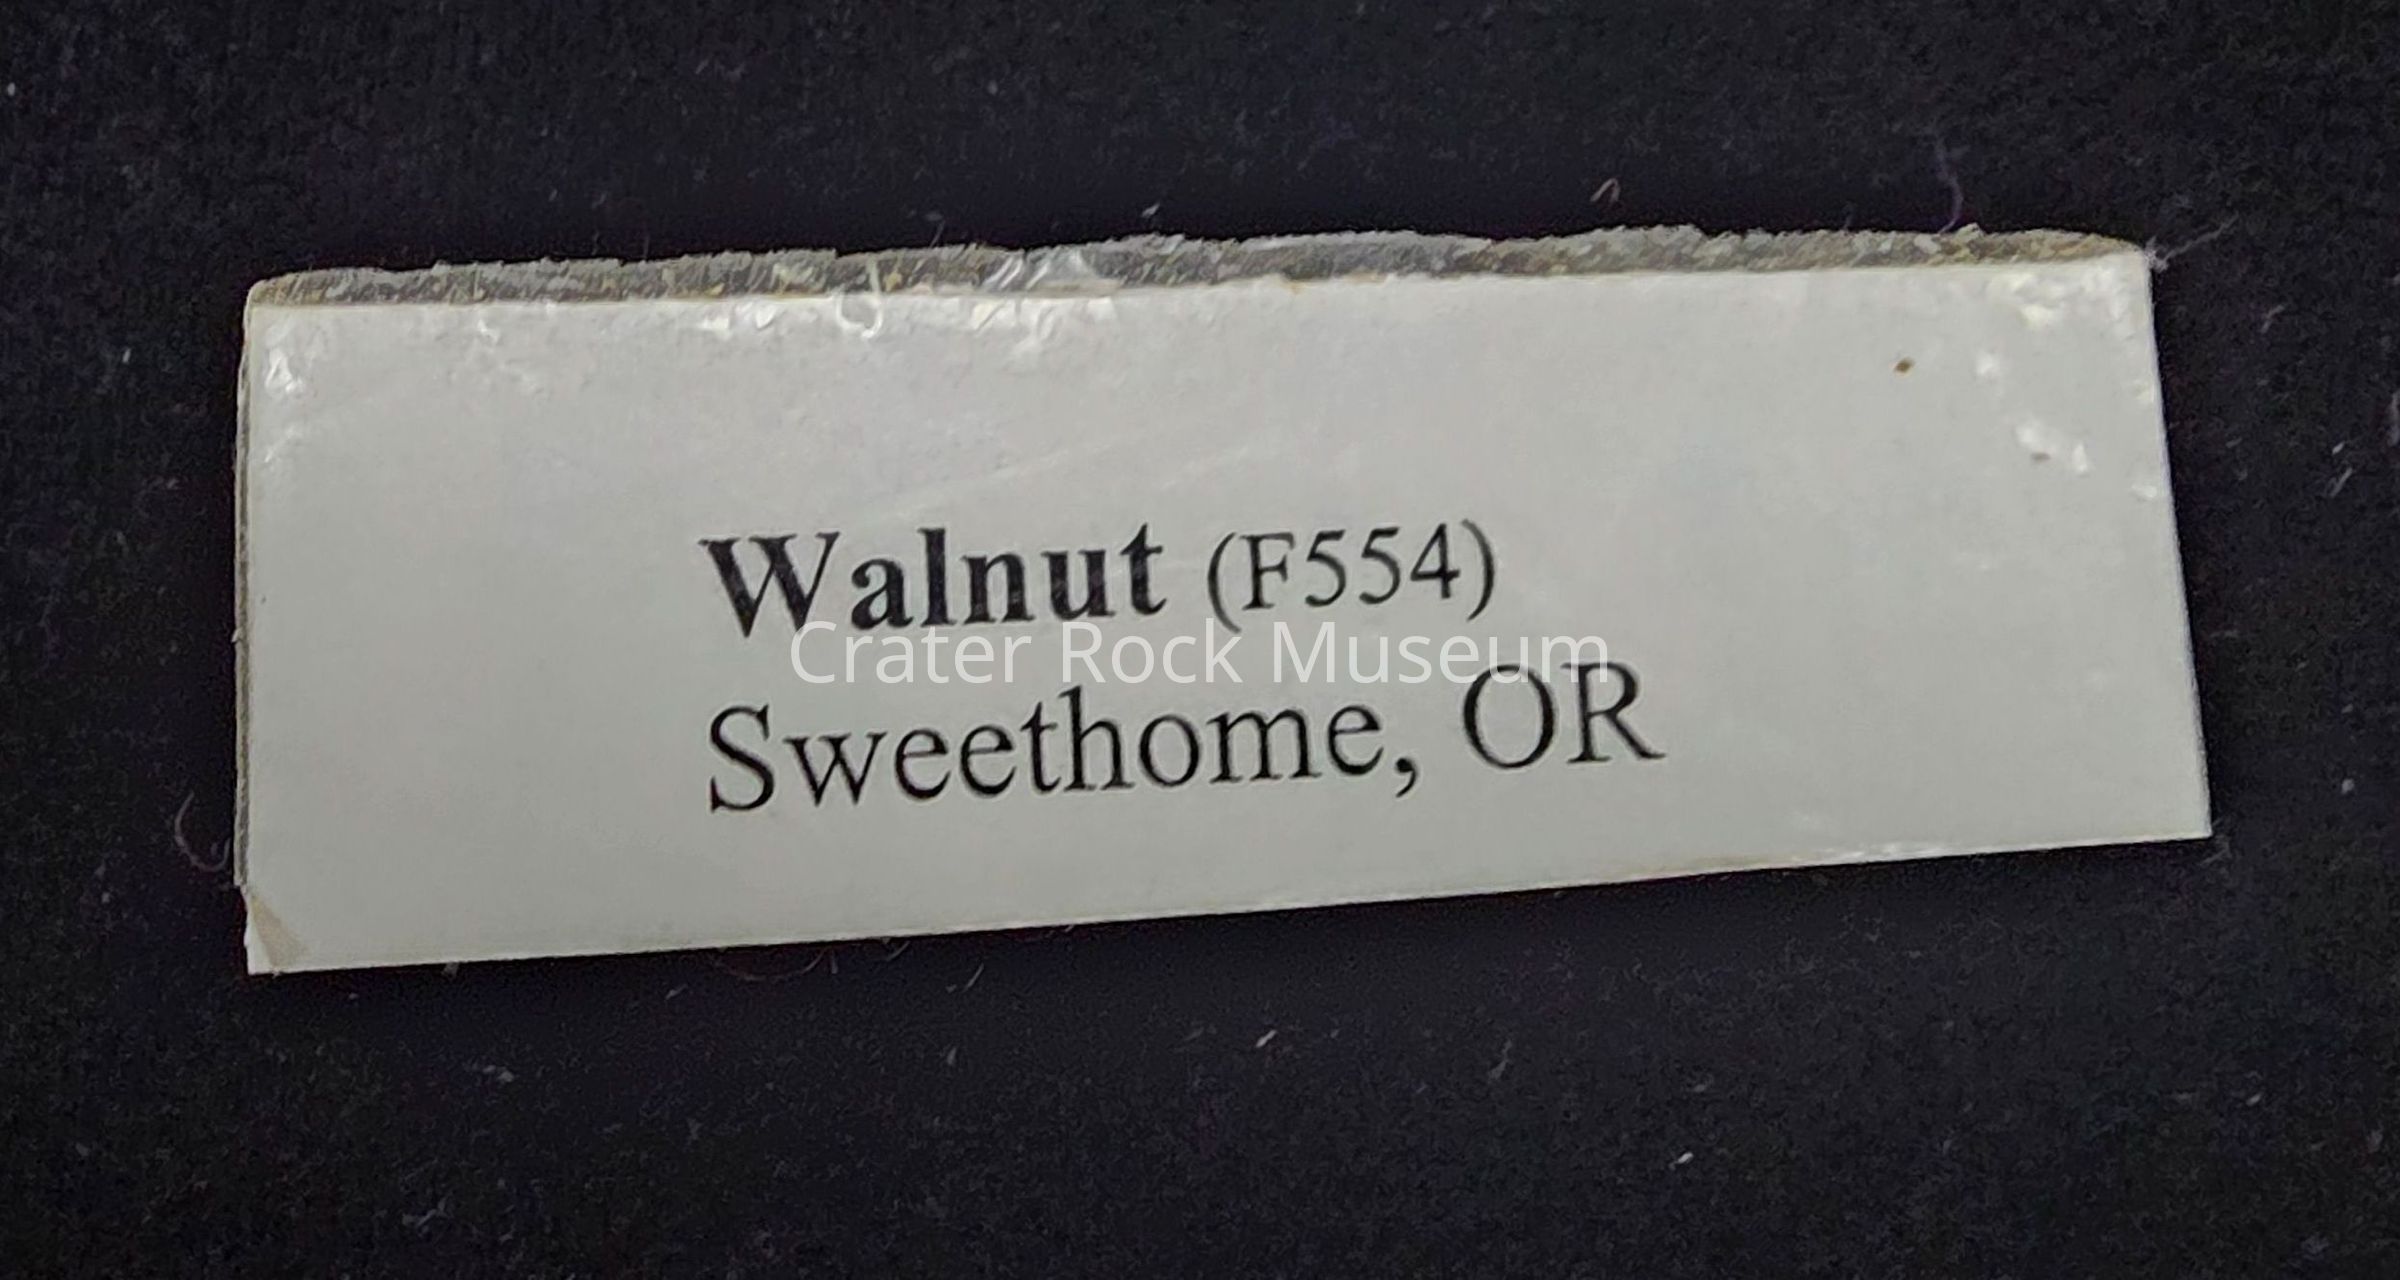 Walnut (F554)
Crater Rock Museum
Sweethome, OR